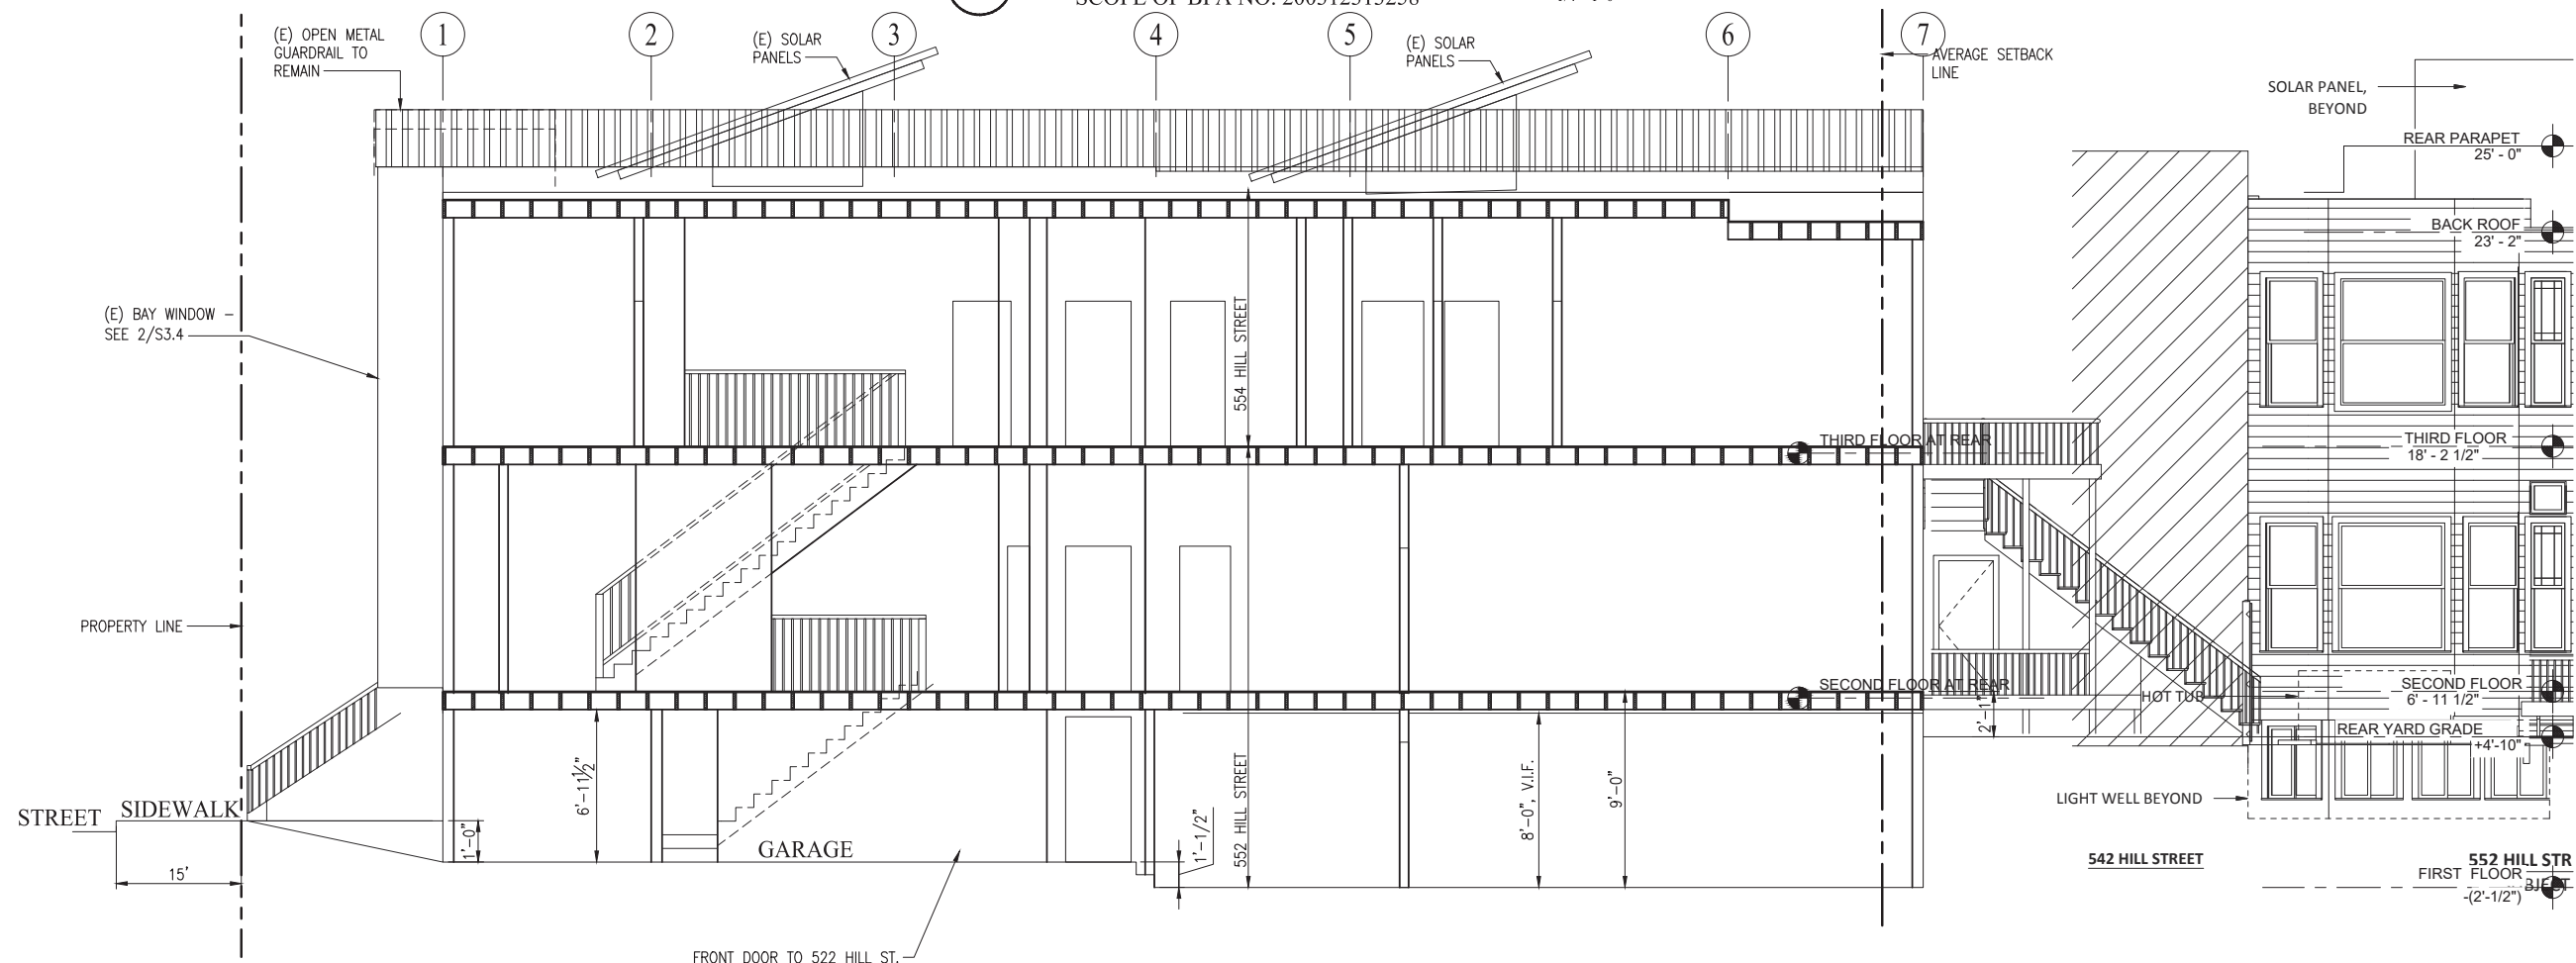 SCOPE OF BPA NO. 200512315238
(E) OPEN METAL
GUARDRAIL TO
REMAIN
1
2
(E) SOLAR
PANELS
3
4
5
(E) SOLAR
PANELS
6
7
AVERAGE SETBACK
LINE
SOLAR PANEL,
BEYOND
REAR PARAPET
25' - 0"
BACK ROOF
23' - 2"
(E) BAY WINDOW -
SEE 2/S3.4
554 HILL STREET
THIRD FLOOR AT REAR
THIRD FLOOR
18' - 2 1/2"
PROPERTY LINE
SECOND FLOOR AT REAR
HOT TUB
SECOND FLOOR
6' - 11 1/2"
2'-1"
REAR YARD GRADE
+4'-10"
6'-11½"
8'-0", V.I.F.
9'-0"
LIGHT WELL BEYOND
STREET
SIDEWALK
1'-0"
GARAGE
1'-1/2"
552 HILL STREET
15'
542 HILL STREET
552 HILL STR
FIRST FLOOR
-(2'-1/2")
FRONT DOOR TO 522 HILL ST.